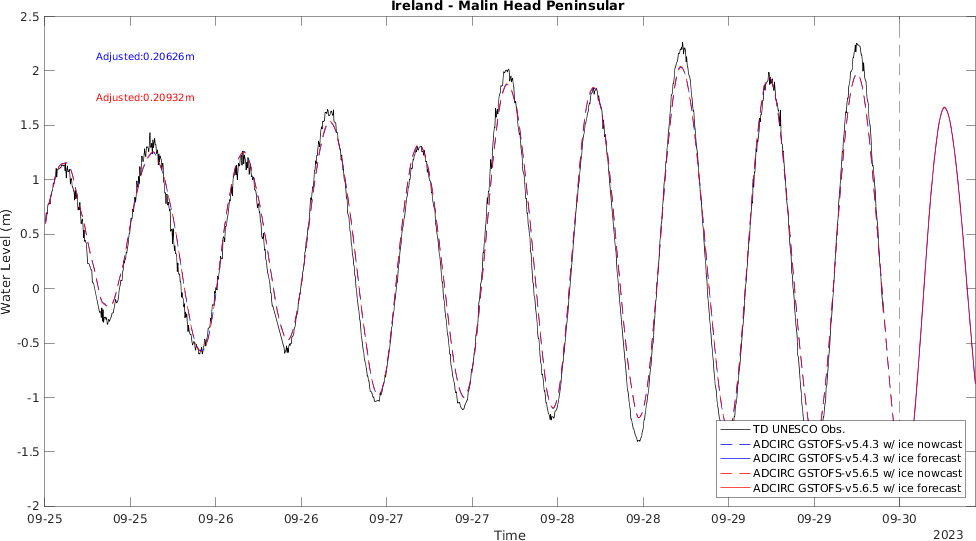 Ireland - Malin Head Peninsular
2.5
2
1.5
1
0.5
0
-0.5
-1
-1.5
-2
Water Level (m)
Adjusted:0.20626m
Adjusted:0.20932m
TD UNESCO Obs.
ADCIRC GSTOFS-v5.4.3 w/ ice nowcast
ADCIRC GSTOFS-v5.4.3 w/ ice forecast
ADCIRC GSTOFS-v5.6.5 w/ ice nowcast
ADCIRC GSTOFS-v5.6.5 w/ ice forecast
09-25 09-25 09-26 09-26 09-27 09-27 09-28 09-28 09-29 09-29 09-30
Time
2023